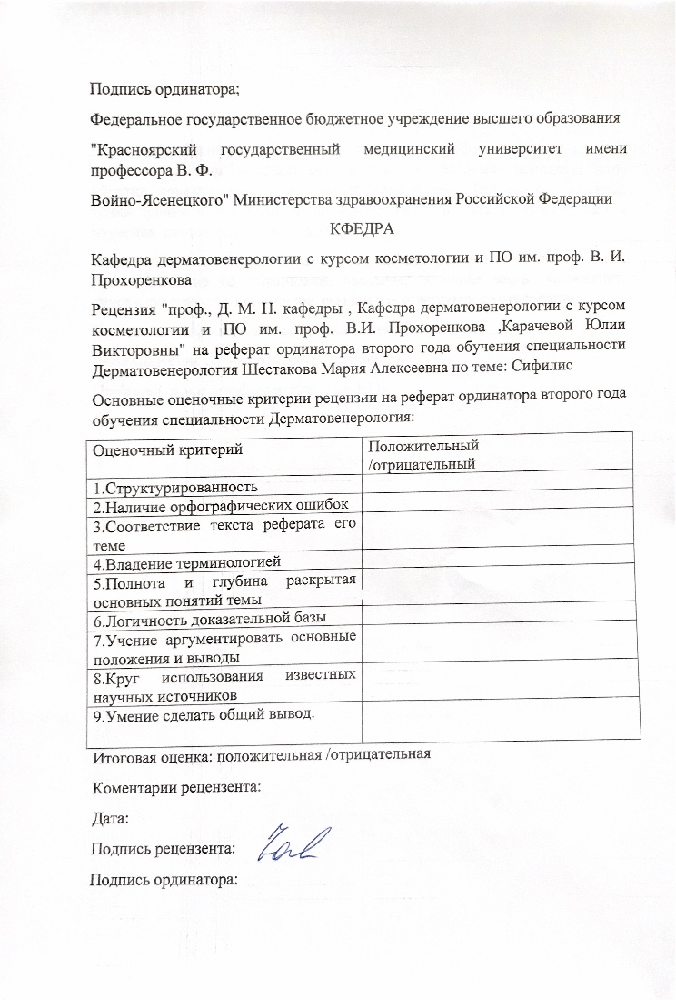 Подпись ординатора;
Федеральное государственное бюджетное учреждение высшего образования
"Красноярский государственный медицинский университет имени
профессора В. Ф.
Войно-Ясенецкого" Министерства здравоохранения Российской Федерации
КФЕДРА
Кафедра дерматовенерологии с курсом косметологии и ПО им. проф. В. И.
Прохоренкова
Рецензия "проф., Д. М. Н. кафедры , Кафедра дерматовенерологии с курсом
косметологии и ПО им. проф. В.И. Прохоренкова ,Карачевой Юлии
Викторовны" на реферат ординатора второго года обучения специальности
Дерматовенерология Шестакова Мария Алексеевна по теме: Сифилис
Основные оценочные критерии рецензии на реферат ординатора второго года
обучения специальности Дерматовенерология:
Оценочный критерий
Положительный
/отрицательный
1.Структурированность
2.Наличие орфографических ошибок
3.Соответствие текста реферата его
теме
4.Владение терминологией
5.Полнота и глубина раскрытая
основных понятий темы
6.Логичность доказательной базы
7.Учение аргументировать основные
положения и выводы
8.Круг использования известных
научных источников
9.Умение сделать общий вывод.
Итоговая оценка: положительная /отрицательная
Коментарии рецензента:
Дата:
Подпись рецензента:
Подпись ординатора: